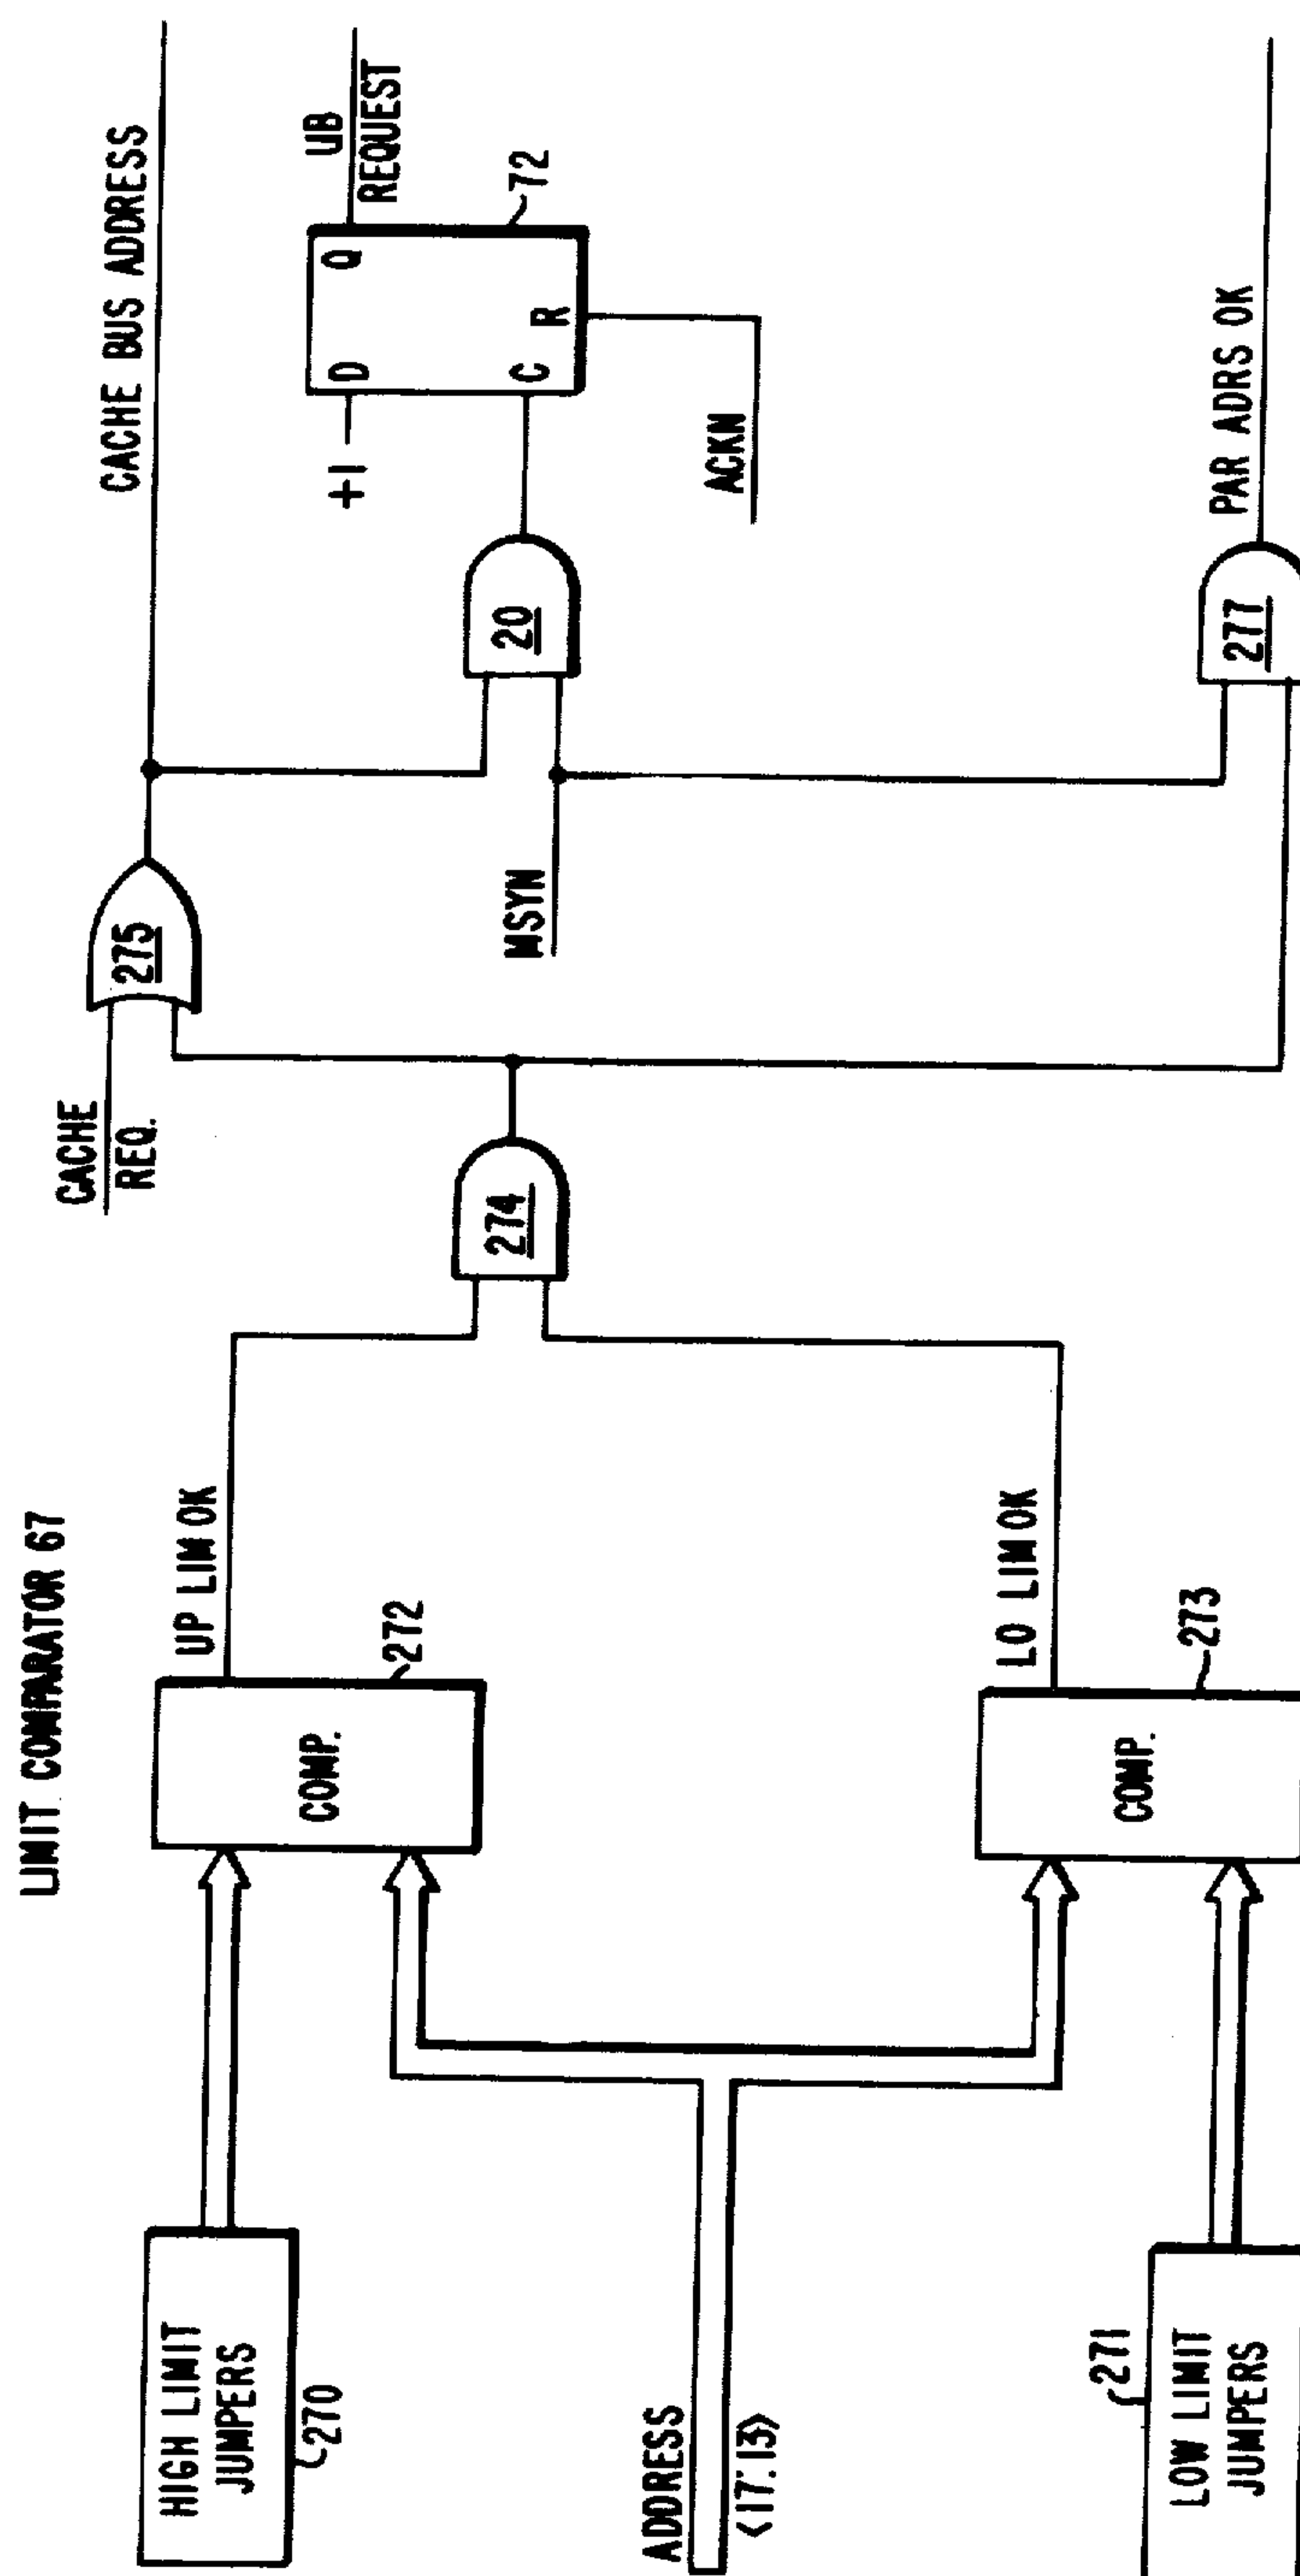 LIMIT COMPARATOR 67
HIGH LIMIT
JUMPERS
270
COMP.
272
UP LIM OK
ADDRESS
<17:13>
LOW LIMIT
JUMPERS
271
COMP.
273
LO LIM OK
274
CACHE
REQ.
275
CACHE BUS ADDRESS
MSYN
20
+1
D
Q
C
R
72
UB
REQUEST
ACKN
277
PAR ADRS OK